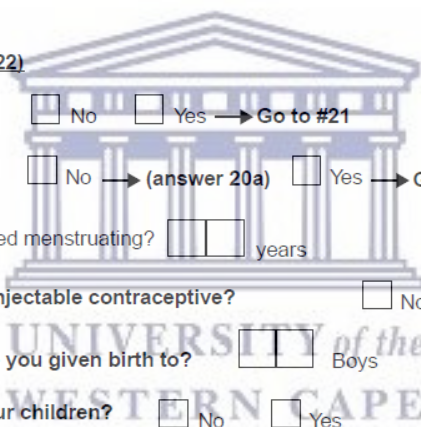 22)
No Yes → Go to #21
No → (answer 20a) Yes →
ed menstruating? years
njectable contraceptive? No
UNIVERSITY of the
you given birth to? Boys
WESTERN CAPE
ur children? No Yes